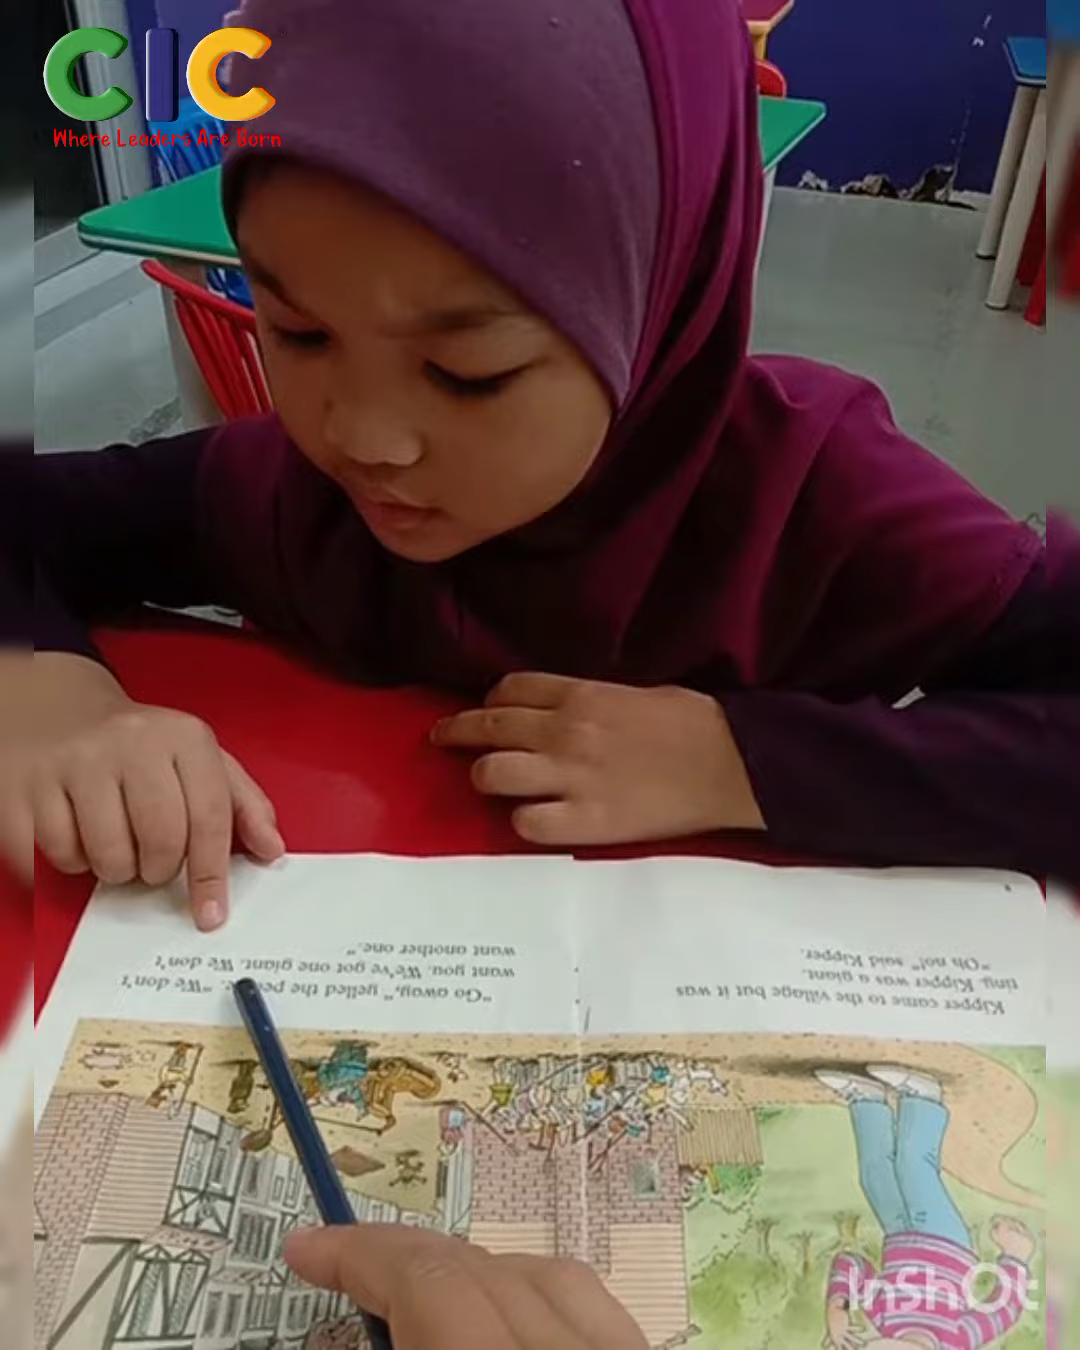 CIC
Where Leaders Are Born
Kipper came to the village but it was
tiny. Kipper was a giant.
"Oh no!" said Kipper.
"Go away," yelled the people. "We don't
want you. We've got one giant. We don't
want another one."
InShOt